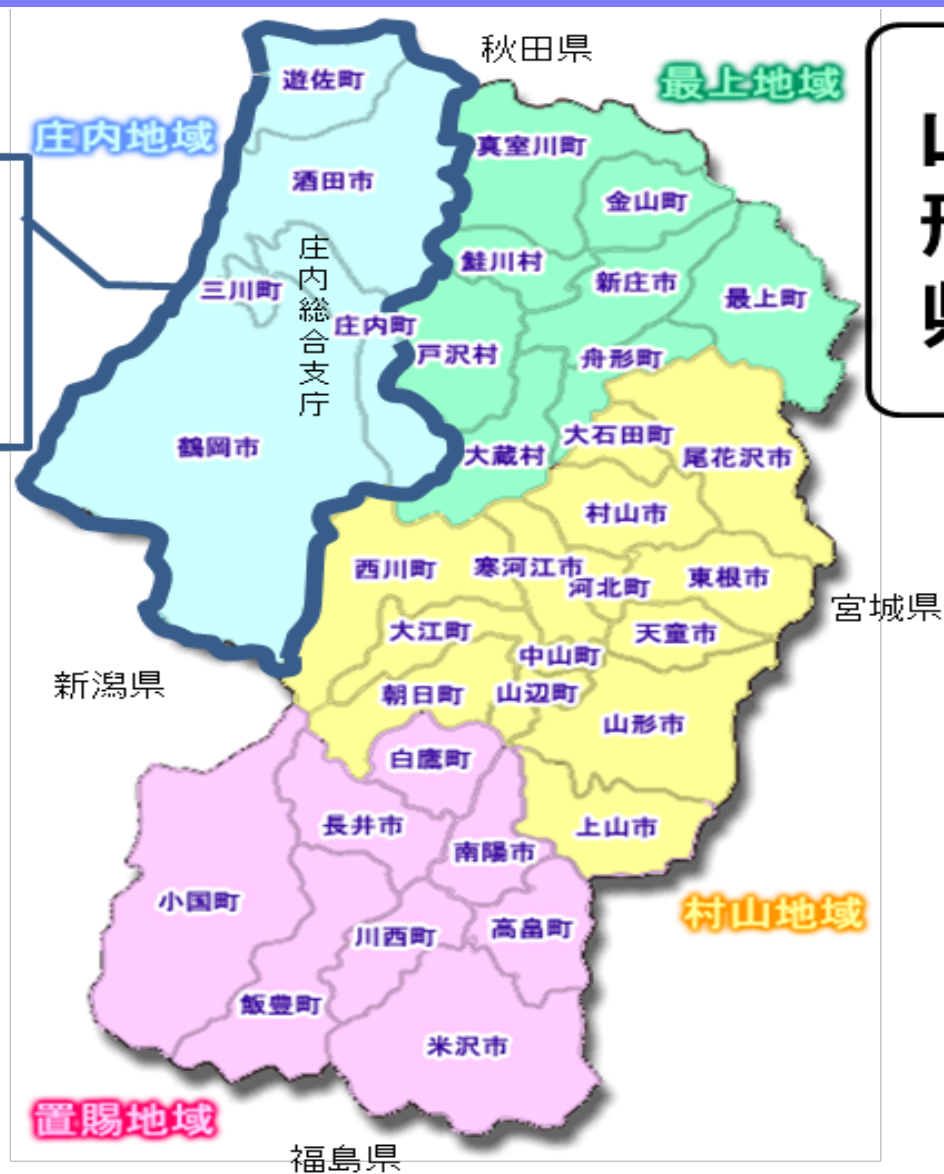 秋田県
最上地域
庄内地域
遊佐町
真室川町
酒田市
金山町
山形県
鮭川村
新庄市
三川町
庄内総合支庁
最上町
庄内町
戸沢村
舟形町
鶴岡市
大蔵村
大石田町
尾花沢市
村山市
西川町
寒河江市
河北町
東根市
宮城県
大江町
天童市
中山町
新潟県
朝日町
山辺町
山形市
白鷹町
長井市
上山市
南陽市
小国町
村山地域
川西町
高畠町
飯豊町
米沢市
置賜地域
福島県